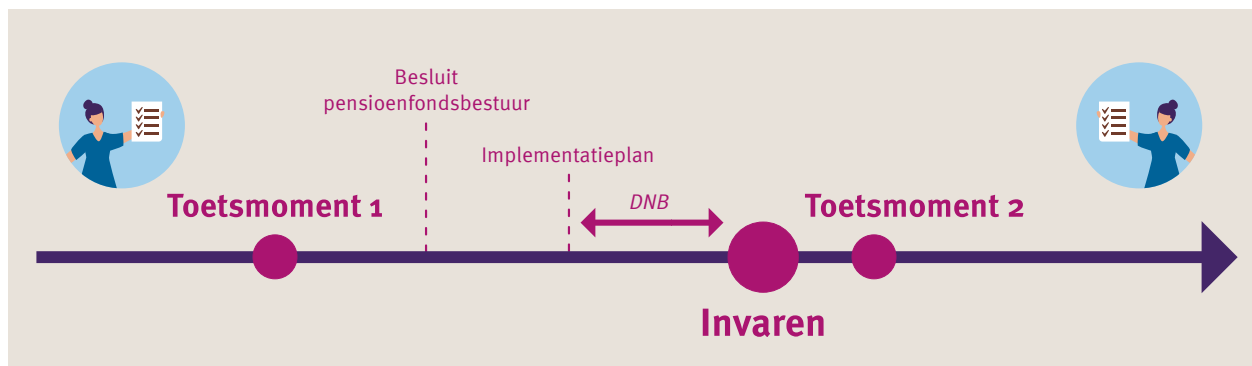 Besluit
pensioenfondsbestuur
Implementatieplan
DNB
Toetsmoment 1
Toetsmoment 2
Invaren